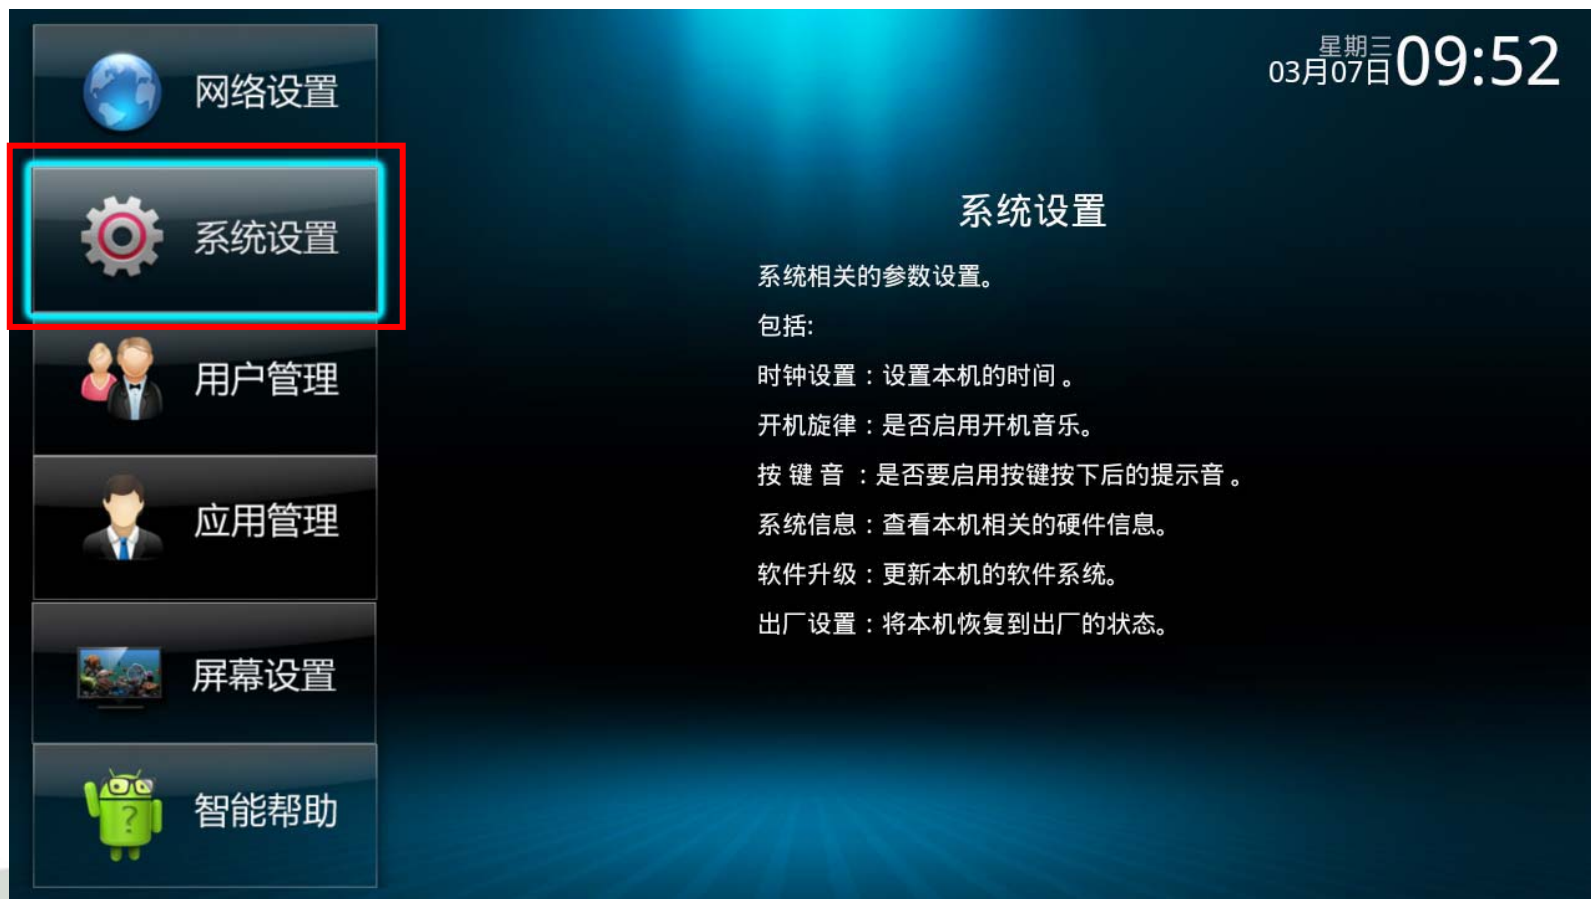 网络设置
系统设置
用户管理
应用管理
屏幕设置
?
智能帮助
星期三
03月07日
09:52
系统设置
系统相关的参数设置。
包括:
时钟设置：设置本机的时间 。
开机旋律：是否启用开机音乐。
按 键 音 ：是否要启用按键按下后的提示音 。
系统信息：查看本机相关的硬件信息。
软件升级：更新本机的软件系统。
出厂设置：将本机恢复到出厂的状态。